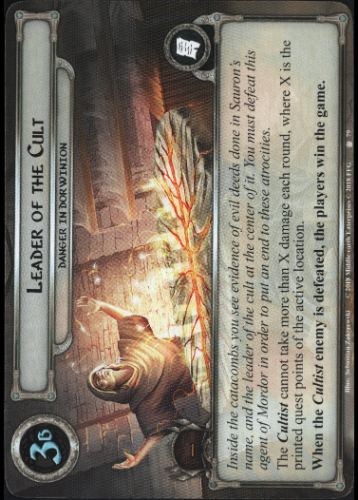 3B
LEADER OF THE CULT
DANGER IN DORWINION
Inside the catacombs you see evidence of evil deeds done in Sauron's
name, and the leader of the cult at the center of it. You must defeat this
agent of Mordor in order to put an end to these atrocities.
The Cultist cannot take more than X damage each round, where X is the
printed quest points of the active location.
When the Cultist enemy is defeated, the players win the game.
Illus. Sebastian Zakrzewski © 2018 Middle-earth Enterprises © 2018 FFG 79